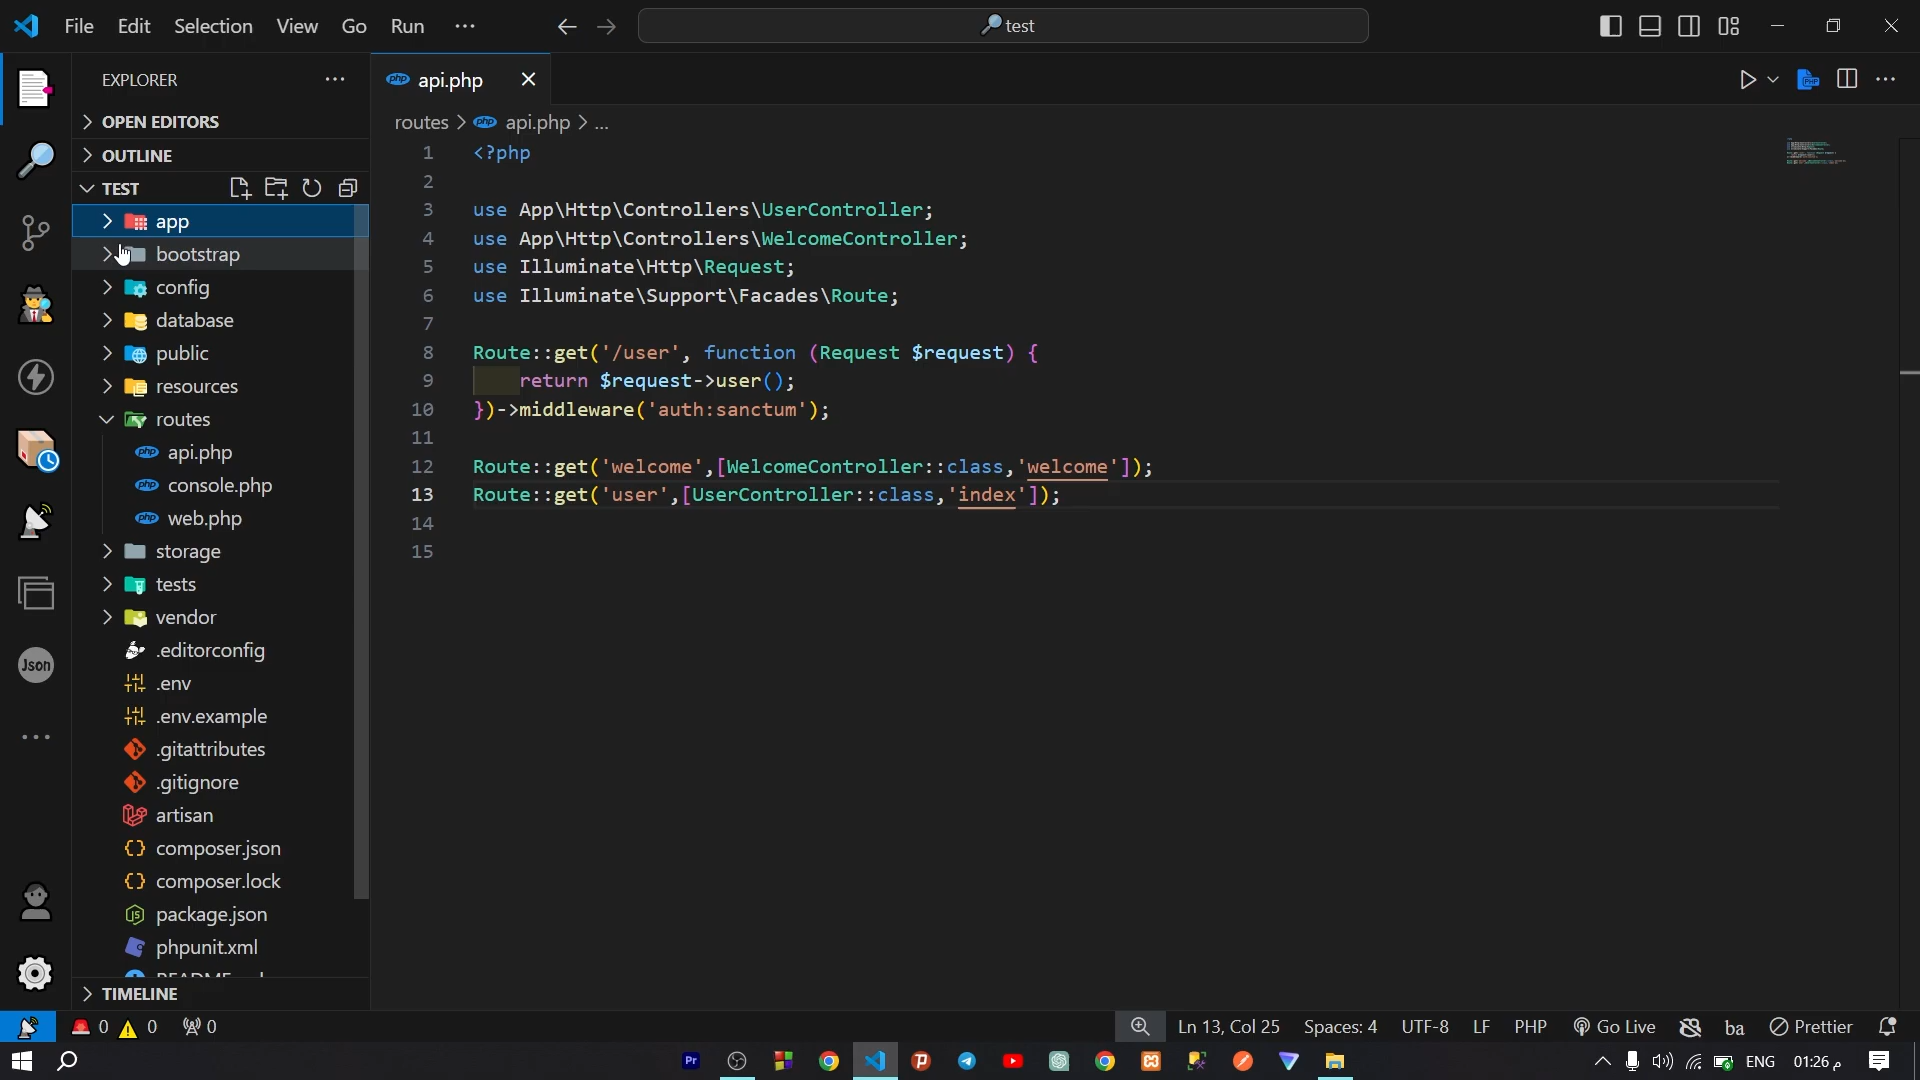 File Edit Selection View Go Run ···
test
EXPLORER
OPEN EDITORS
OUTLINE
TEST
app
bootstrap
config
database
public
resources
routes
api.php
console.php
web.php
storage
tests
vendor
.editorconfig
.env
.env.example
.gitattributes
.gitignore
artisan
composer.json
composer.lock
package.json
phpunit.xml
TIMELINE
Json
api.php
routes > api.php > ...
1 <?php
2
3 use App\Http\Controllers\UserController;
4 use App\Http\Controllers\WelcomeController;
5 use Illuminate\Http\Request;
6 use Illuminate\Support\Facades\Route;
7
8 Route::get('/user', function (Request $request) {
9 return $request->user();
10 })->middleware('auth:sanctum');
11
12 Route::get('welcome',[WelcomeController::class,'welcome']);
13 Route::get('user',[UserController::class,'index']);
14
15
0 0 0
Ln 13, Col 25 Spaces: 4 UTF-8 LF PHP Go Live ba Prettier
Pr
ENG 01:26 م